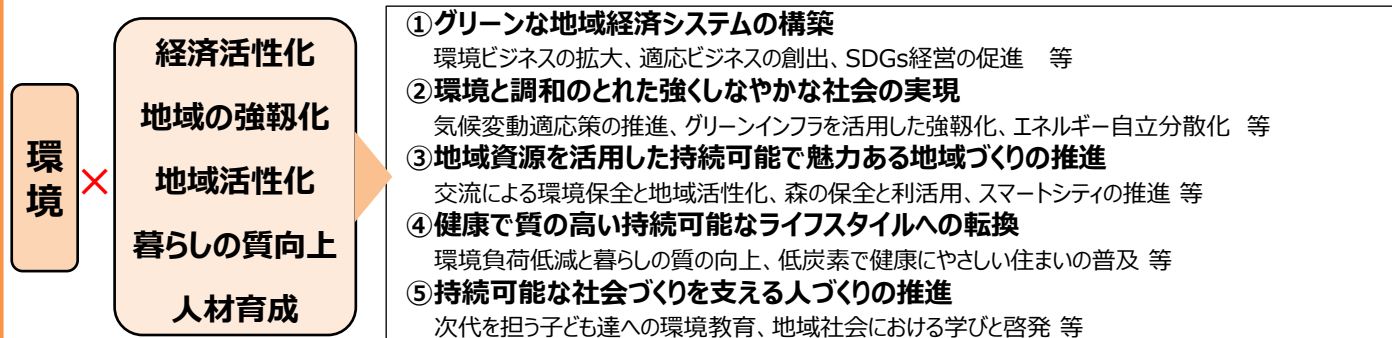 環境
×
経済活性化
地域の強靱化
地域活性化
暮らしの質向上
人材育成
①グリーンな地域経済システムの構築
環境ビジネスの拡大、適応ビジネスの創出、SDGs経営の促進　等
②環境と調和のとれた強くしなやかな社会の実現
気候変動適応策の推進、グリーンインフラを活用した強靱化、エネルギー自立分散化 等
③地域資源を活用した持続可能で魅力ある地域づくりの推進
交流による環境保全と地域活性化、森の保全と利活用、スマートシティの推進 等
④健康で質の高い持続可能なライフスタイルへの転換
環境負荷低減と暮らしの質の向上、低炭素で健康にやさしい住まいの普及 等
⑤持続可能な社会づくりを支える人づくりの推進
次代を担う子ども達への環境教育、地域社会における学びと啓発 等